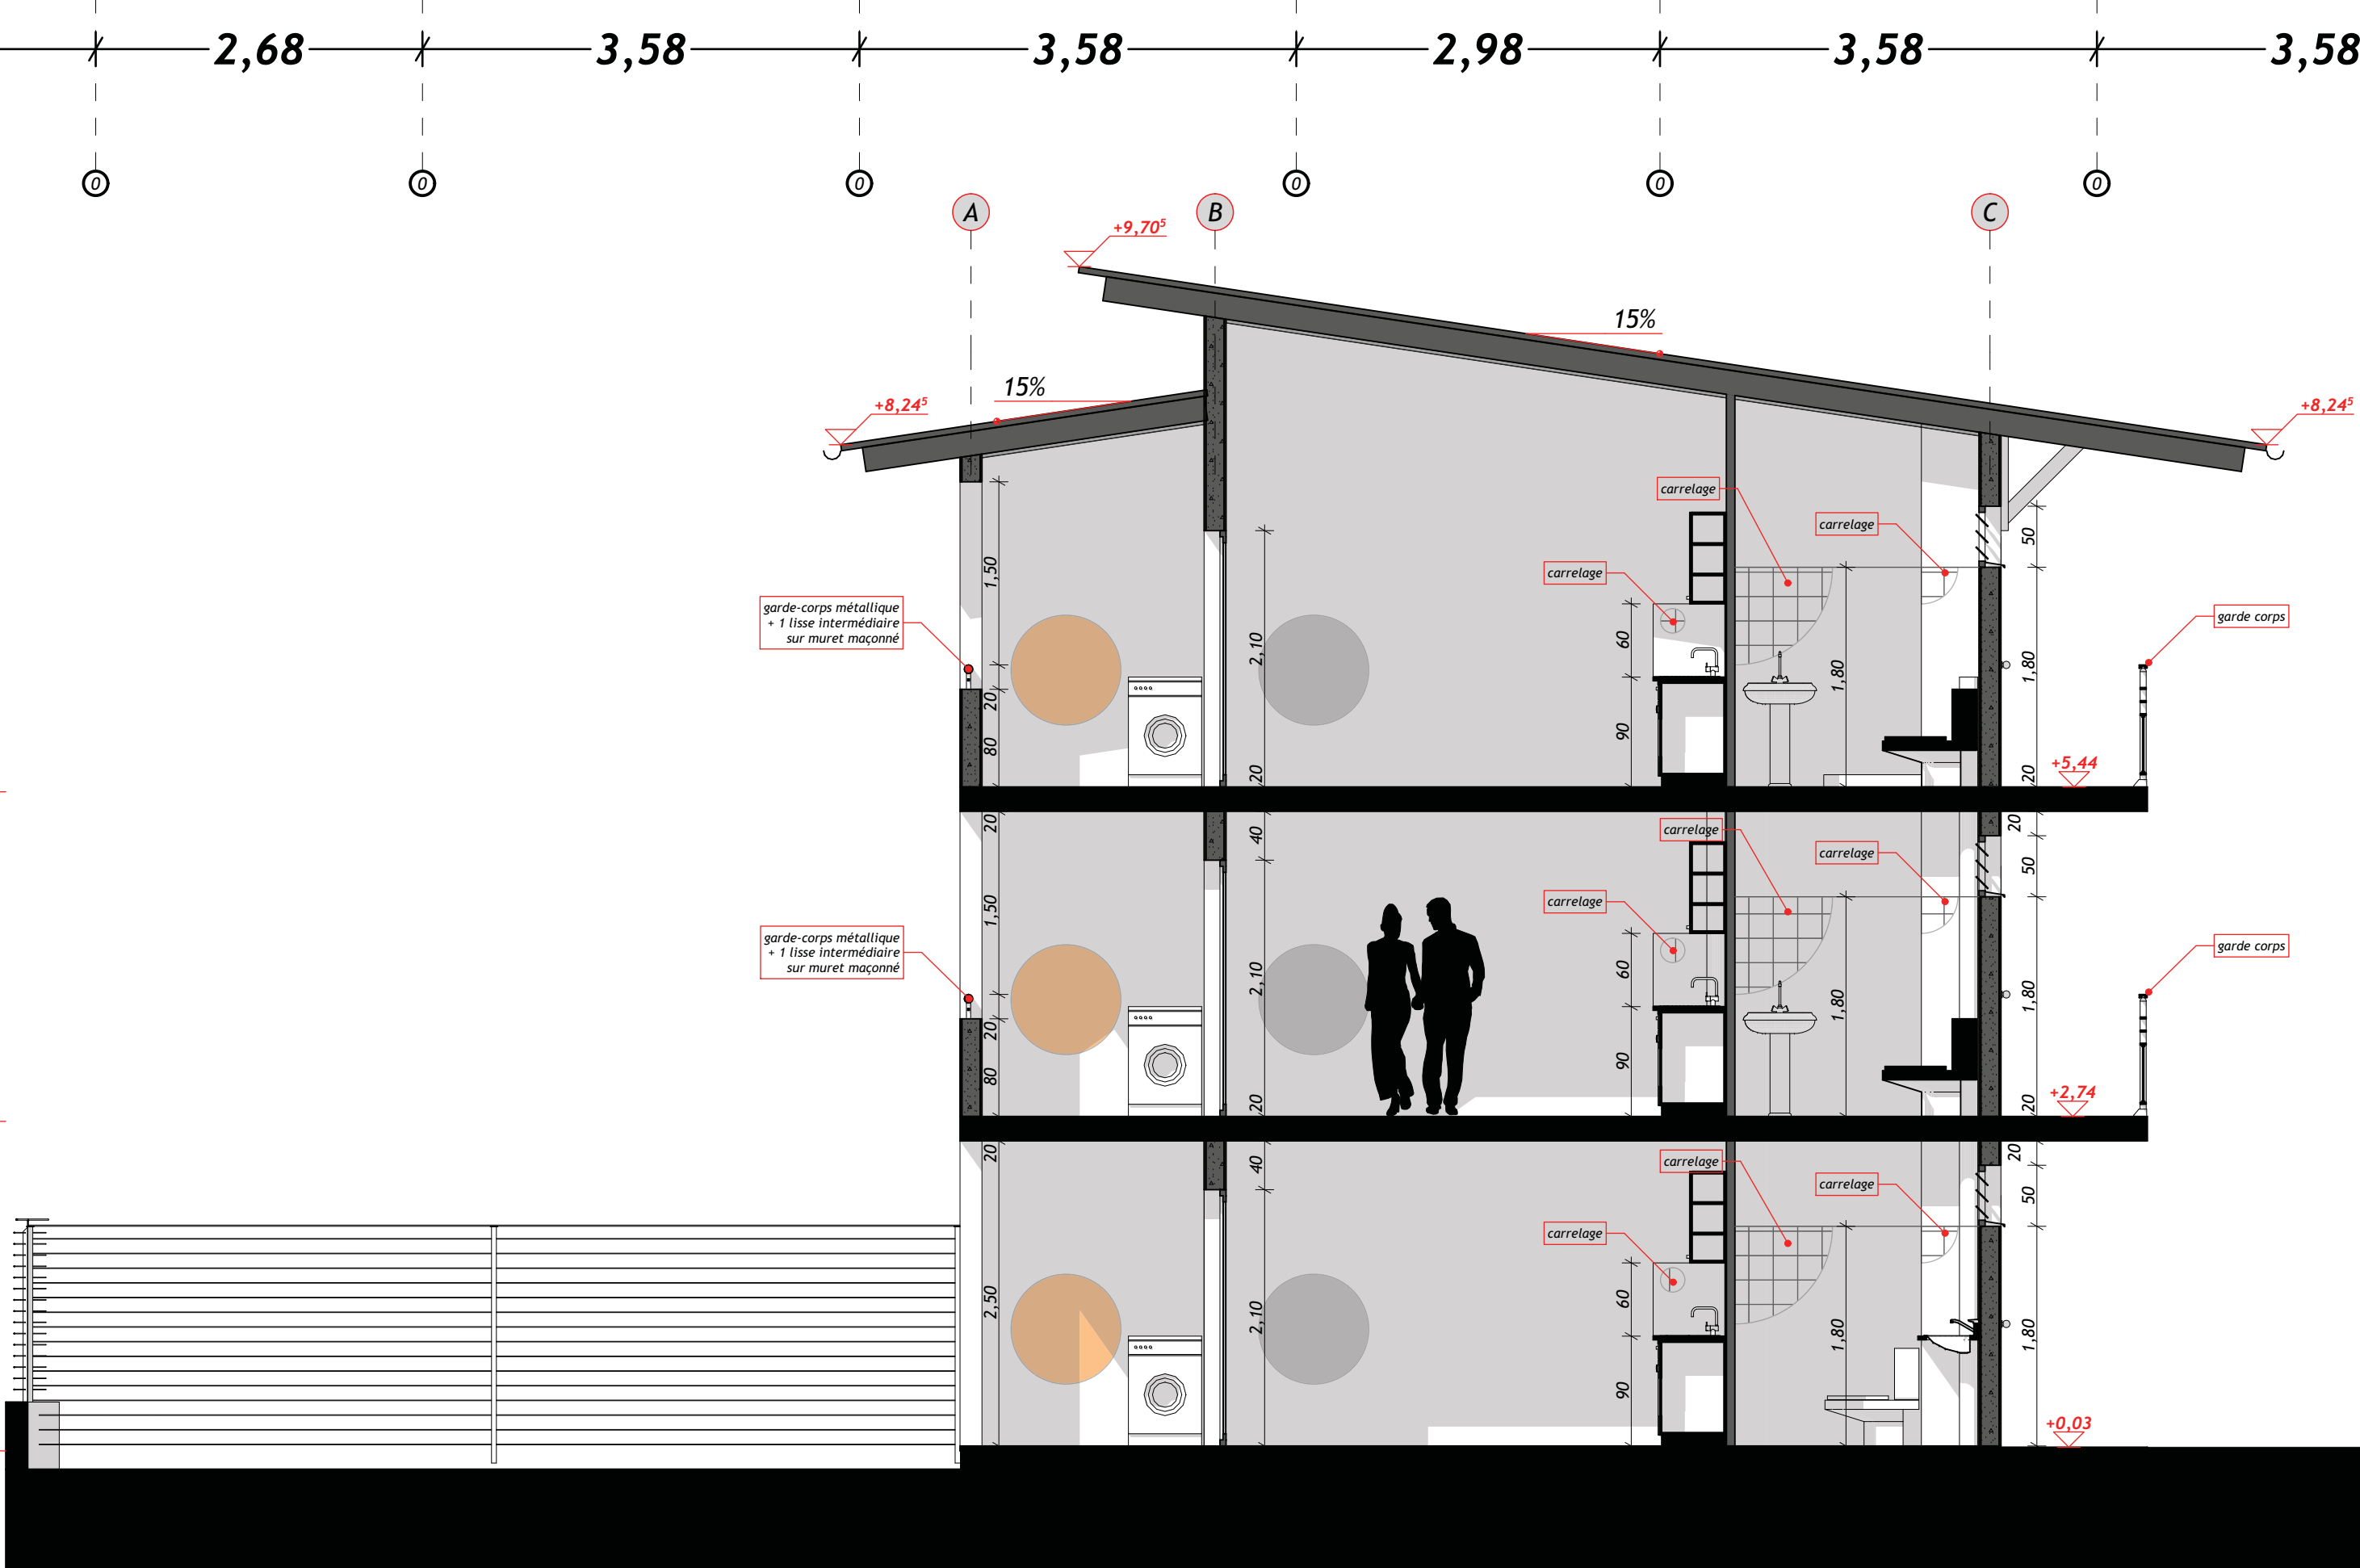 2,68 3,58 3,58 2,98 3,58 3,58
0 0 0 0 0 0
A B C
+9,70⁵
15%
15%
+8,24⁵
+8,24⁵
carrelage
carrelage
50
1,50
carrelage
garde-corps métallique
+ 1 lisse intermédiaire
sur muret maçonné
garde corps
2,10
60
1,80
1,80
20
80
90
20
20
+5,44
20
40
20
carrelage
carrelage
50
1,50
carrelage
garde-corps métallique
+ 1 lisse intermédiaire
sur muret maçonné
garde corps
2,10
60
1,80
1,80
20
80
90
20
20
+2,74
20
40
20
carrelage
carrelage
50
carrelage
2,50
2,10
60
1,80
1,80
90
+0,03